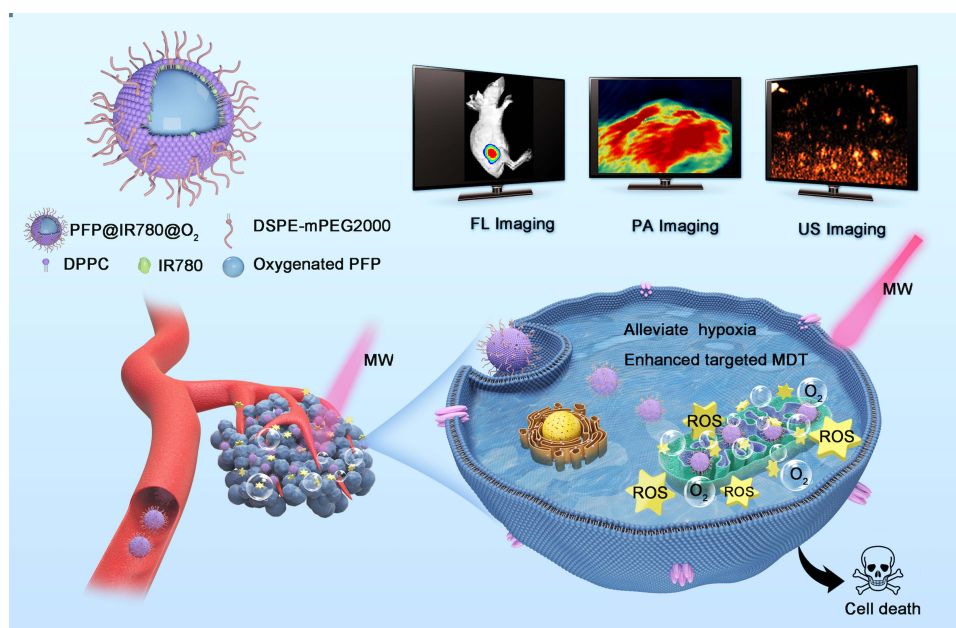 FL Imaging
PA Imaging
US Imaging
PFP@IR780@O₂
DSPE-mPEG2000
DPPC
IR780
Oxygenated PFP
MW
MW
Alleviate hypoxia
Enhanced targeted MDT
O₂
ROS
ROS
ROS
O₂
ROS
O₂
Cell death